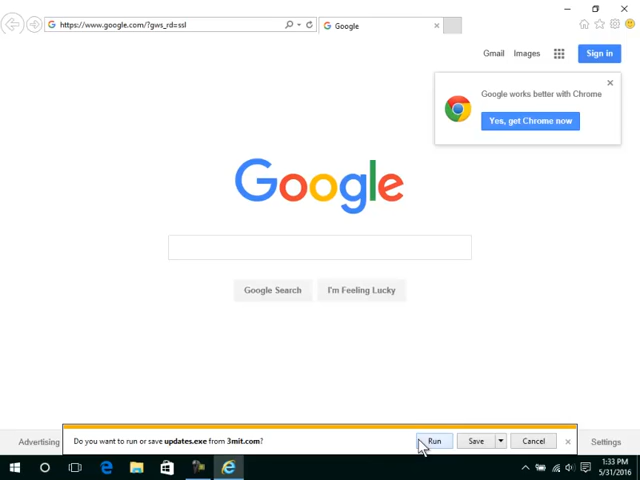 https://www.google.com/?gws_rd=ssl
Google
Gmail Images Sign in
Google works better with Chrome
Yes, get Chrome now
Google
Google Search I'm Feeling Lucky
Advertising Settings
Do you want to run or save updates.exe from 3mit.com? Run Save Cancel
1:33 PM
5/31/2016